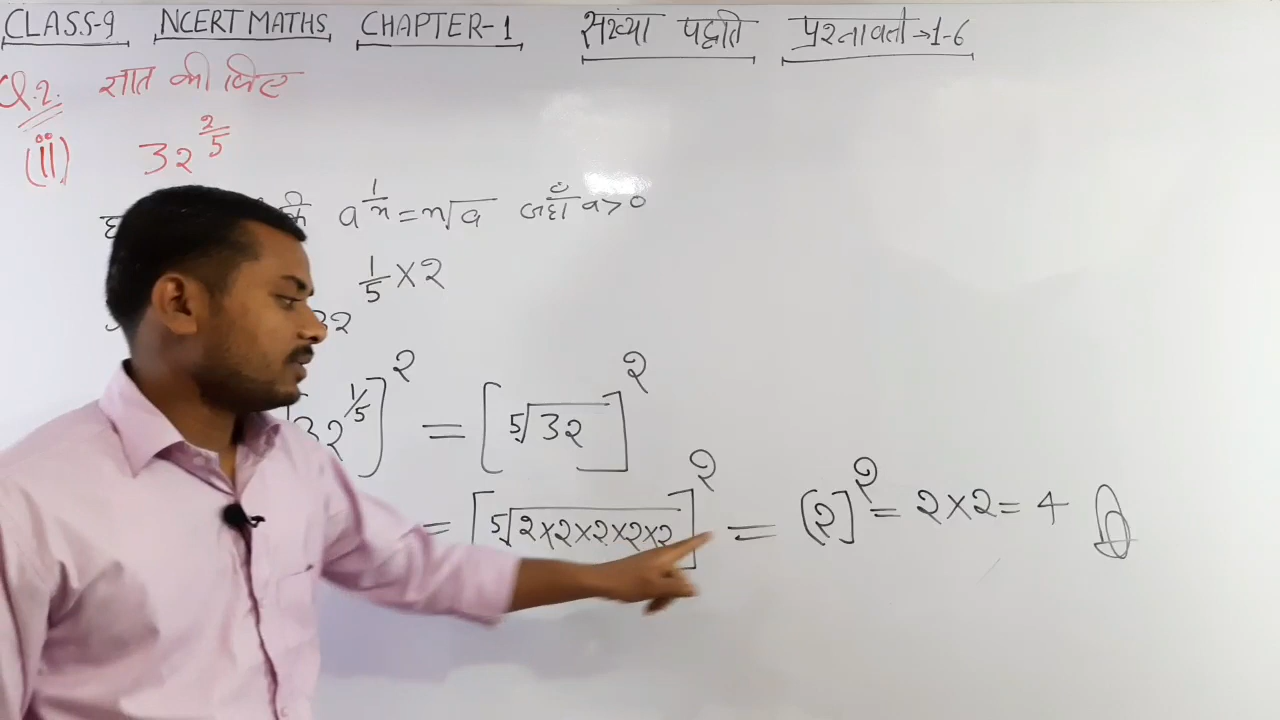 CLASS-9 NCERT MATHS CHAPTER-1 संख्या पद्धति प्रश्नावली→1-6
Q.2. ज्ञात कीजिए
(ii) 32^(2/5)
कि a^(1/n) = n√a जहाँ a>0
1/5×2
32
32^(1/5)]^2 = [5√32]^2
= [5√2×2×2×2×2]^2 = (2]^2 = 2×2=4